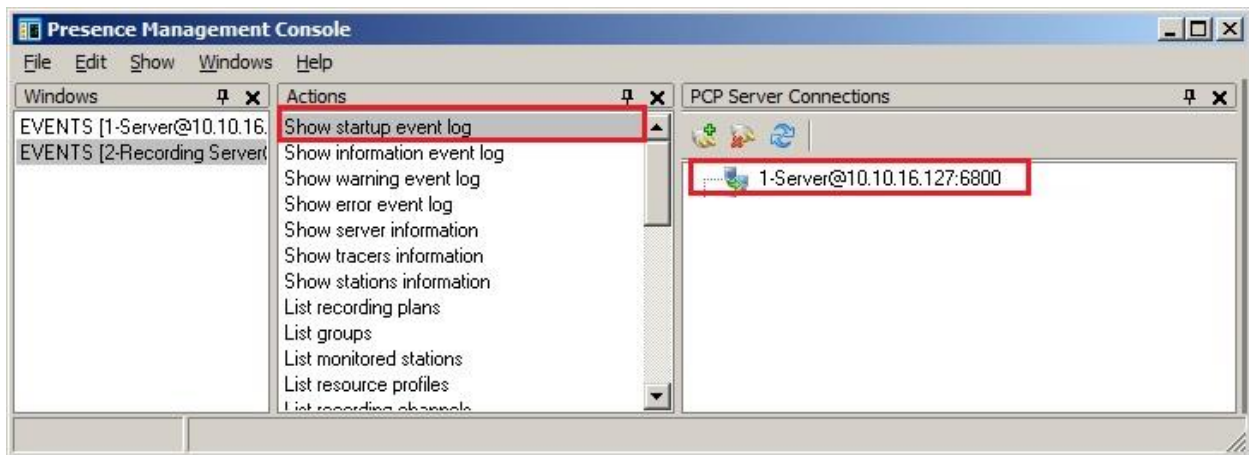 Presence Management Console
File Edit Show Windows Help
Windows
EVENTS [1-Server@10.10.16.
EVENTS [2-Recording Server(
Actions
Show startup event log
Show information event log
Show warning event log
Show error event log
Show server information
Show tracers information
Show stations information
List recording plans
List groups
List monitored stations
List resource profiles
List recording channels
PCP Server Connections
1-Server@10.10.16.127:6800